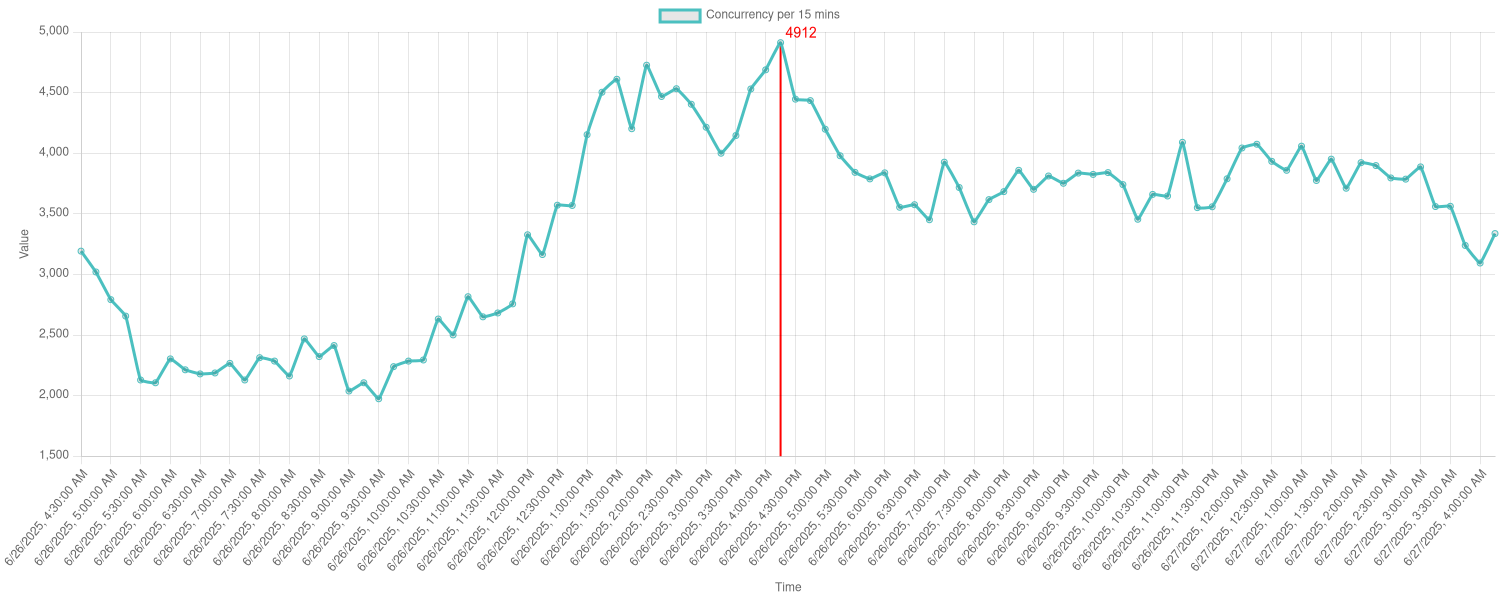 Concurrency per 15 mins
4912
5,000
4,500
4,000
3,500
3,000
2,500
2,000
1,500
Value
6/26/2025, 4:30:00 AM
6/26/2025, 5:00:00 AM
6/26/2025, 5:30:00 AM
6/26/2025, 6:00:00 AM
6/26/2025, 6:30:00 AM
6/26/2025, 7:00:00 AM
6/26/2025, 7:30:00 AM
6/26/2025, 8:00:00 AM
6/26/2025, 8:30:00 AM
6/26/2025, 9:00:00 AM
6/26/2025, 9:30:00 AM
6/26/2025, 10:00:00 AM
6/26/2025, 10:30:00 AM
6/26/2025, 11:00:00 AM
6/26/2025, 11:30:00 AM
6/26/2025, 12:00:00 PM
6/26/2025, 12:30:00 PM
6/26/2025, 1:00:00 PM
6/26/2025, 1:30:00 PM
6/26/2025, 2:00:00 PM
6/26/2025, 2:30:00 PM
6/26/2025, 3:00:00 PM
6/26/2025, 3:30:00 PM
6/26/2025, 4:00:00 PM
6/26/2025, 4:30:00 PM
6/26/2025, 5:00:00 PM
6/26/2025, 5:30:00 PM
6/26/2025, 6:00:00 PM
6/26/2025, 6:30:00 PM
6/26/2025, 7:00:00 PM
6/26/2025, 7:30:00 PM
6/26/2025, 8:00:00 PM
6/26/2025, 8:30:00 PM
6/26/2025, 9:00:00 PM
6/26/2025, 9:30:00 PM
6/26/2025, 10:00:00 PM
6/26/2025, 10:30:00 PM
6/26/2025, 11:00:00 PM
6/26/2025, 11:30:00 PM
6/27/2025, 12:00:00 AM
6/27/2025, 12:30:00 AM
6/27/2025, 1:00:00 AM
6/27/2025, 1:30:00 AM
6/27/2025, 2:00:00 AM
6/27/2025, 2:30:00 AM
6/27/2025, 3:00:00 AM
6/27/2025, 3:30:00 AM
6/27/2025, 4:00:00 AM
Time